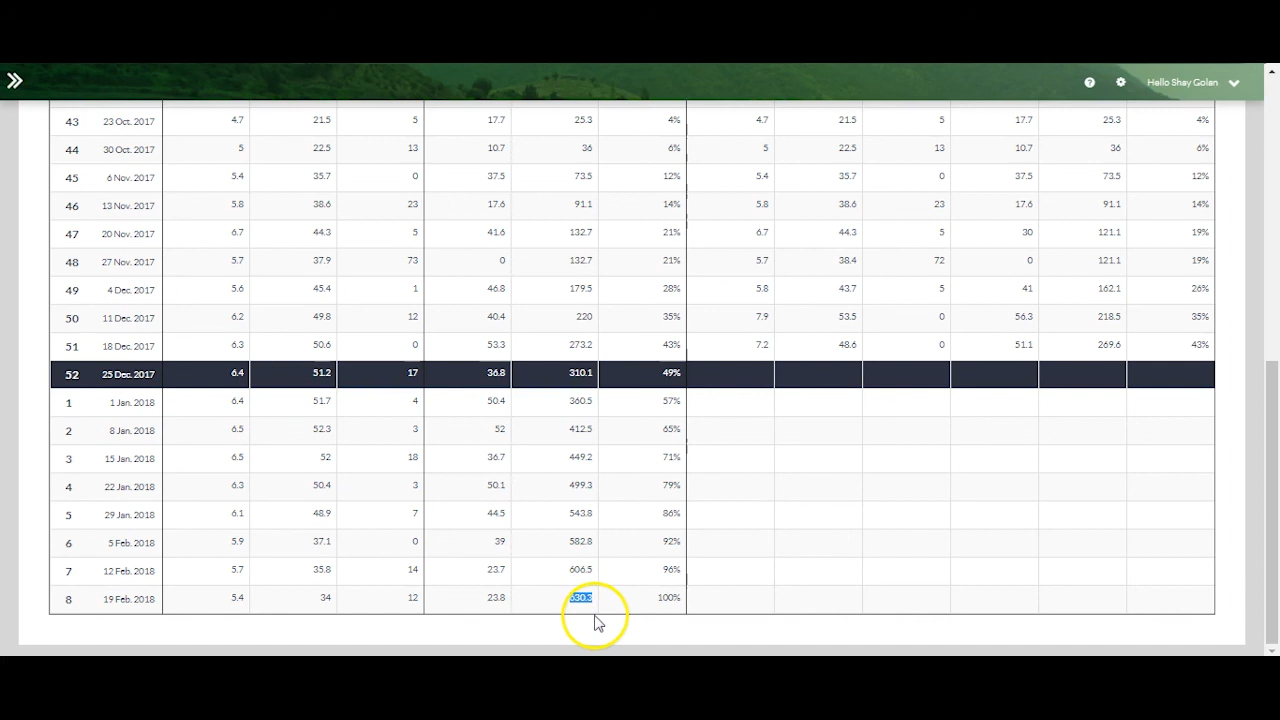 Hello Shay Golan
43 23 Oct. 2017 4.7 21.5 5 17.7 25.3 4% 4.7 21.5 5 17.7 25.3 4%
44 30 Oct. 2017 5 22.5 13 10.7 36 6% 5 22.5 13 10.7 36 6%
45 6 Nov. 2017 5.4 35.7 0 37.5 73.5 12% 5.4 35.7 0 37.5 73.5 12%
46 13 Nov. 2017 5.8 38.6 23 17.6 91.1 14% 5.8 38.6 23 17.6 91.1 14%
47 20 Nov. 2017 6.7 44.3 5 41.6 132.7 21% 6.7 44.3 5 30 121.1 19%
48 27 Nov. 2017 5.7 37.9 73 0 132.7 21% 5.7 38.4 72 0 121.1 19%
49 4 Dec. 2017 5.6 45.4 1 46.8 179.5 28% 5.8 43.7 5 41 162.1 26%
50 11 Dec. 2017 6.2 49.8 12 40.4 220 35% 7.9 53.5 0 56.3 218.5 35%
51 18 Dec. 2017 6.3 50.6 0 53.3 273.2 43% 7.2 48.6 0 51.1 269.6 43%
52 25 Dec. 2017 6.4 51.2 17 36.8 310.1 49%
1 1 Jan. 2018 6.4 51.7 4 50.4 360.5 57%
2 8 Jan. 2018 6.5 52.3 3 52 412.5 65%
3 15 Jan. 2018 6.5 52 18 36.7 449.2 71%
4 22 Jan. 2018 6.3 50.4 3 50.1 499.3 79%
5 29 Jan. 2018 6.1 48.9 7 44.5 543.8 86%
6 5 Feb. 2018 5.9 37.1 0 39 582.8 92%
7 12 Feb. 2018 5.7 35.8 14 23.7 606.5 96%
8 19 Feb. 2018 5.4 34 12 23.8 630.3 100%